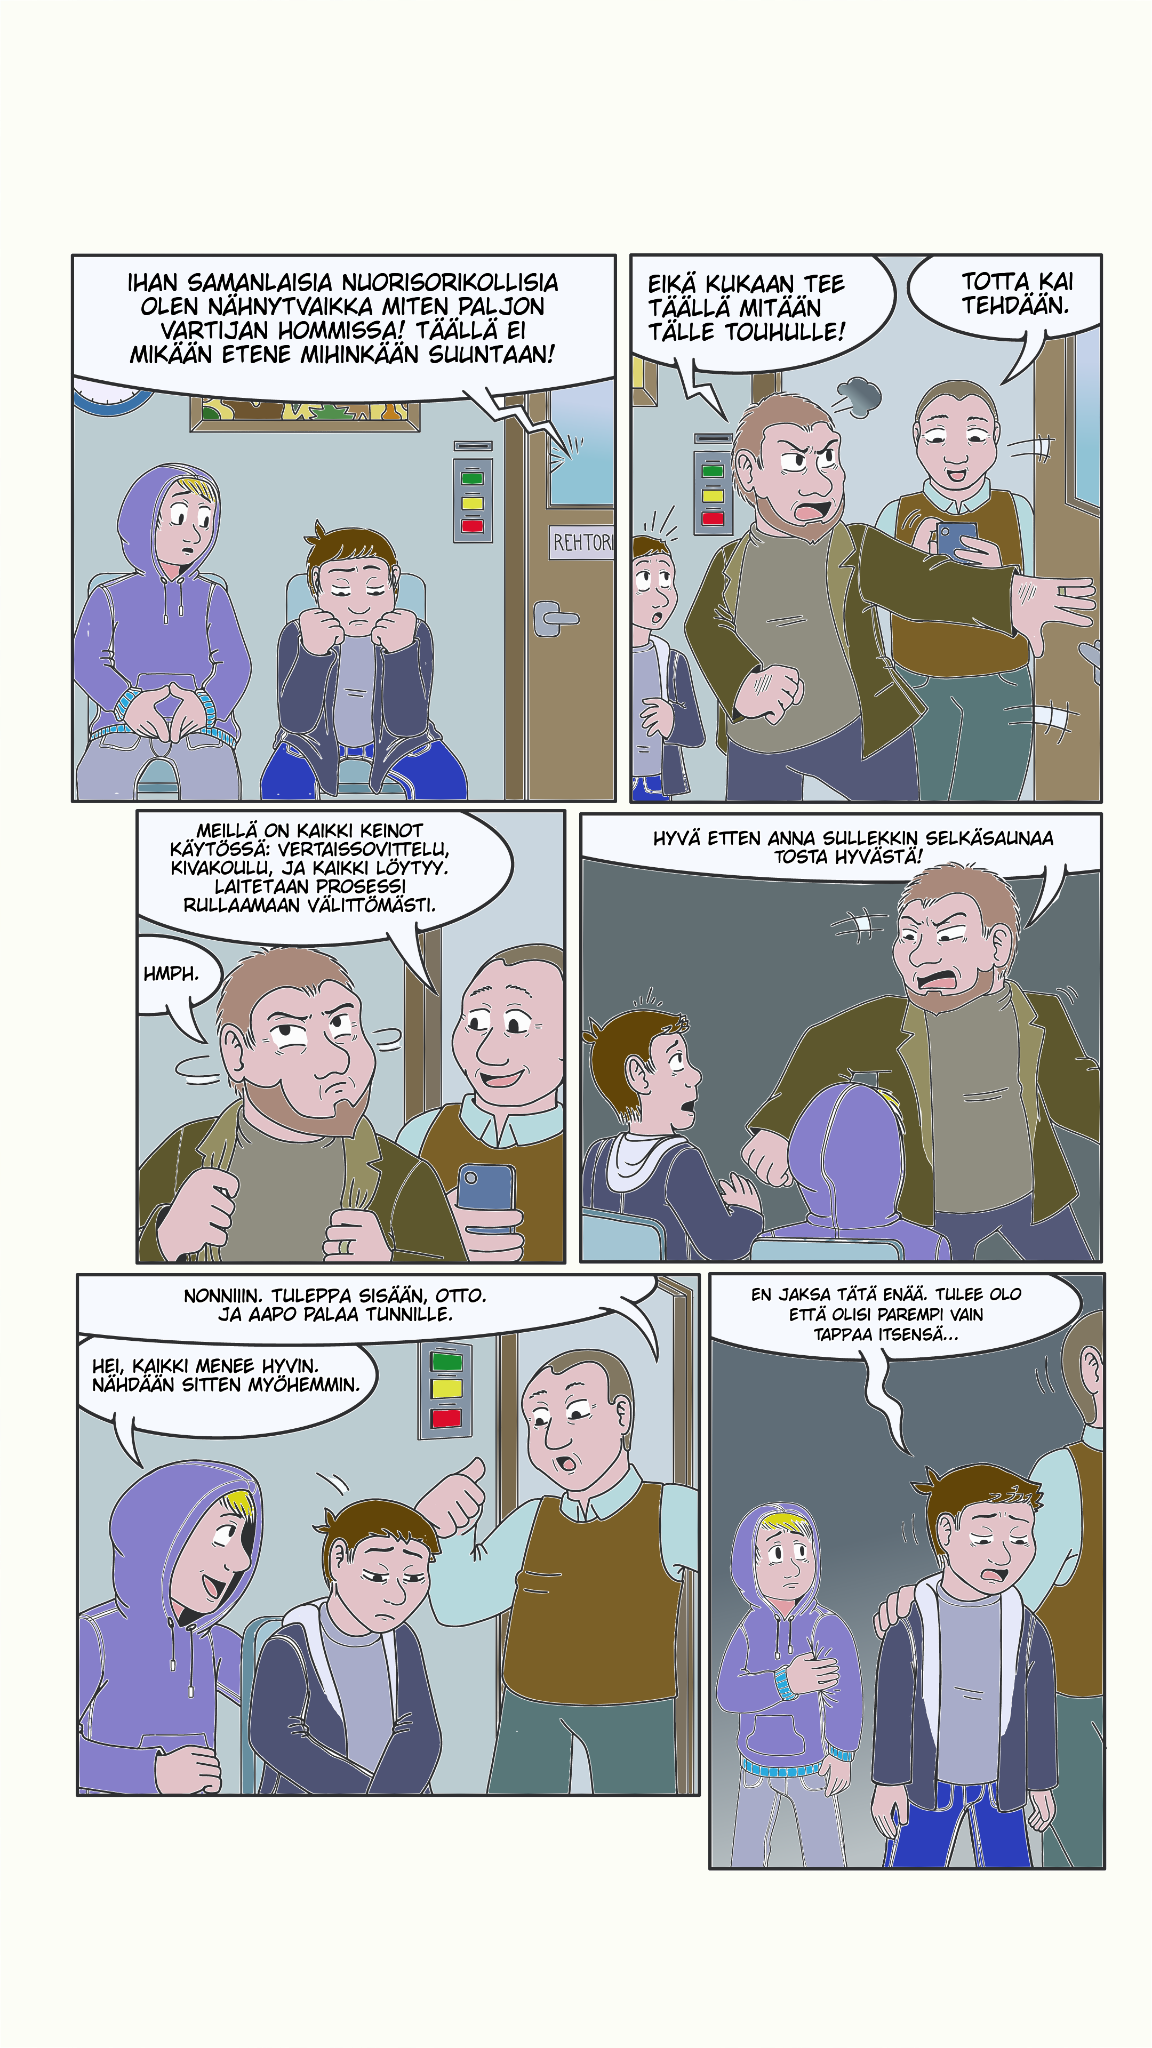 IHAN SAMANLAISIA NUORISORIKOLLISIA
OLEN NÄHNYTVAIKKA MITEN PALJON
VARTIJAN HOMMISSA! TÄÄLLÄ EI
MIKÄÄN ETENE MIHINKÄÄN SUUNTAAN!
REHTORI
EIKÄ KUKAAN TEE
TÄÄLLÄ MITÄÄN
TÄLLE TOUHULLE!
TOTTA KAI
TEHDÄÄN.
MEILLÄ ON KAIKKI KEINOT
KÄYTÖSSÄ: VERTAISSOVITTELU,
KIVAKOULU, JA KAIKKI LÖYTYY.
LAITETAAN PROSESSI
RULLAAMAAN VÄLITTÖMÄSTI.
HMPH.
HYVÄ ETTEN ANNA SULLEKKIN SELKÄSAUNAA
TOSTA HYVÄSTÄ!
NONNIIIN. TULEPPA SISÄÄN, OTTO.
JA AAPO PALAA TUNNILLE.
HEI, KAIKKI MENEE HYVIN.
NÄHDÄÄN SITTEN MYÖHEMMIN.
EN JAKSA TÄTÄ ENÄÄ. TULEE OLO
ETTÄ OLISI PAREMPI VAIN
TAPPAA ITSENSÄ...